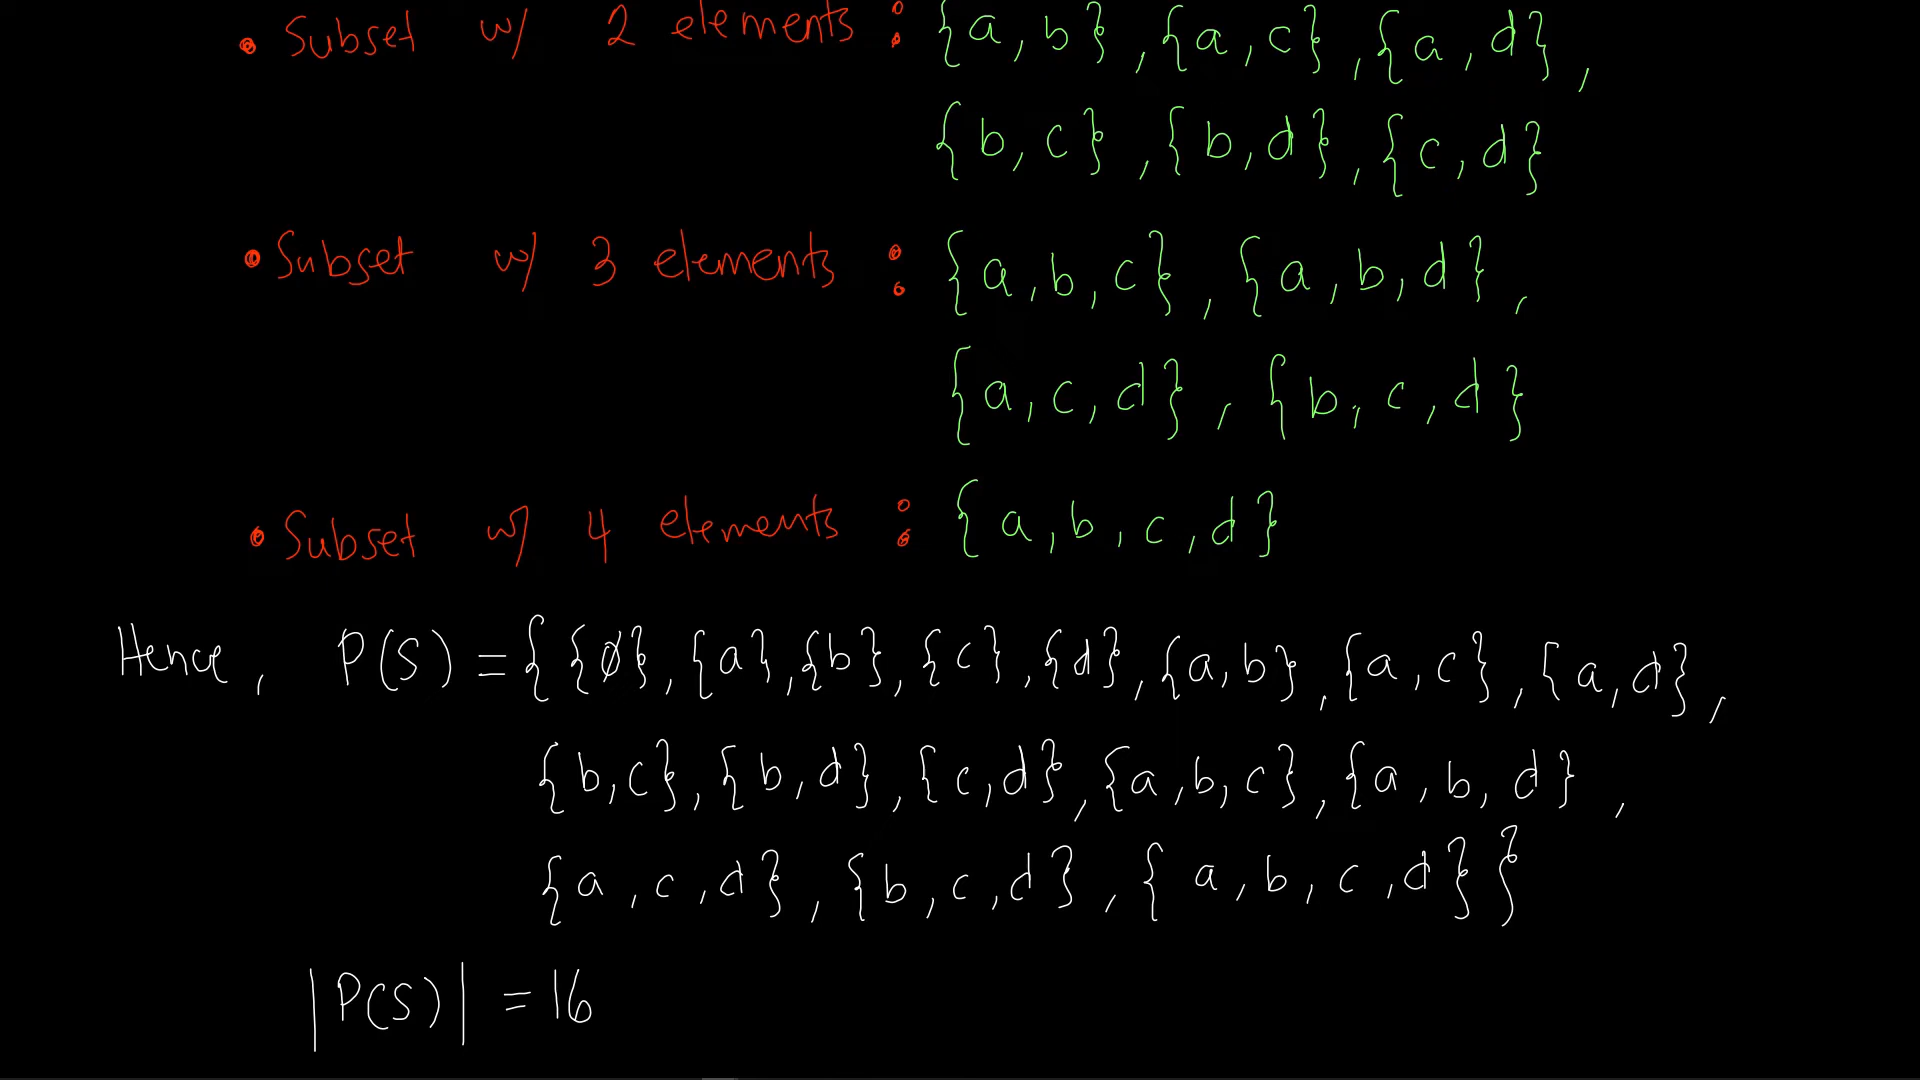 • Subset w/ 2 elements : {a, b}, {a, c}, {a, d},
{b, c}, {b, d}, {c, d}
• Subset w/ 3 elements : {a, b, c}, {a, b, d},
{a, c, d}, {b, c, d}
• Subset w/ 4 elements : {a, b, c, d}
Hence, P(S) = { {ø}, {a}, {b}, {c}, {d}, {a, b}, {a, c}, {a, d},
{b, c}, {b, d}, {c, d}, {a, b, c}, {a, b, d},
{a, c, d}, {b, c, d}, {a, b, c, d} }
|P(S)| = 16